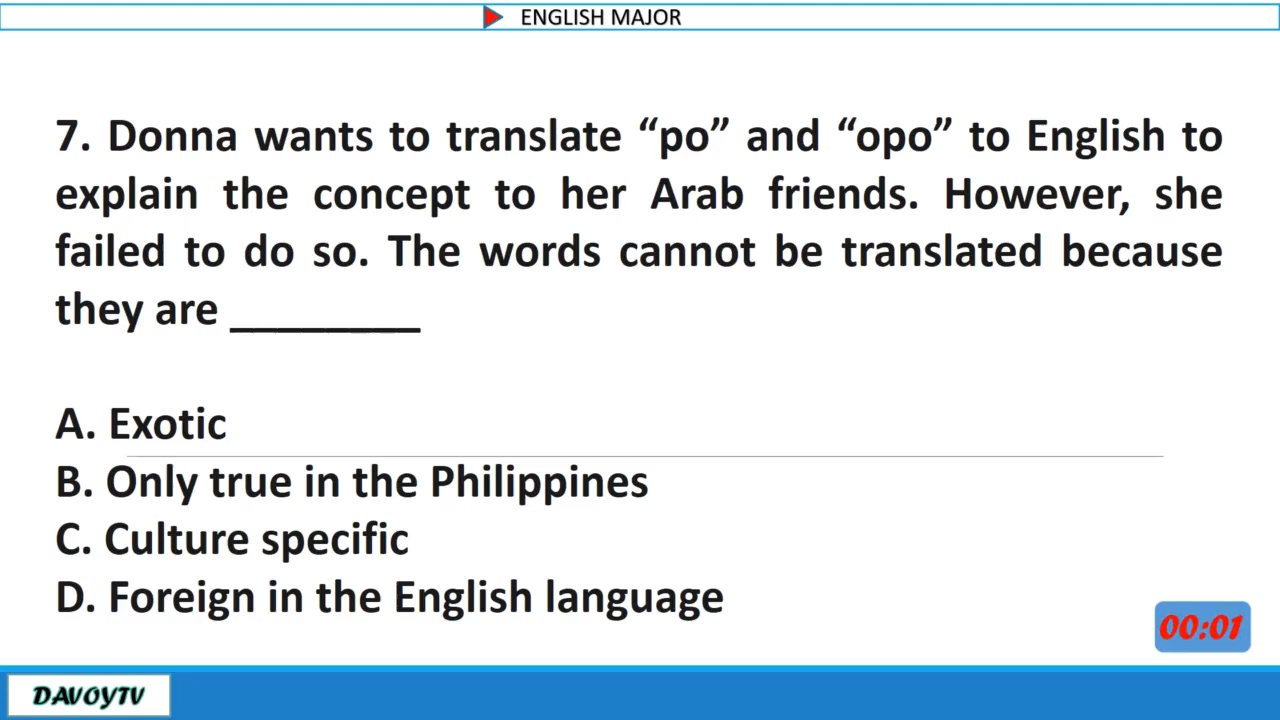 ENGLISH MAJOR
7. Donna wants to translate “po” and “opo” to English to
explain the concept to her Arab friends. However, she
failed to do so. The words cannot be translated because
they are ________
A. Exotic
B. Only true in the Philippines
C. Culture specific
D. Foreign in the English language
00:01
DAVOYTV